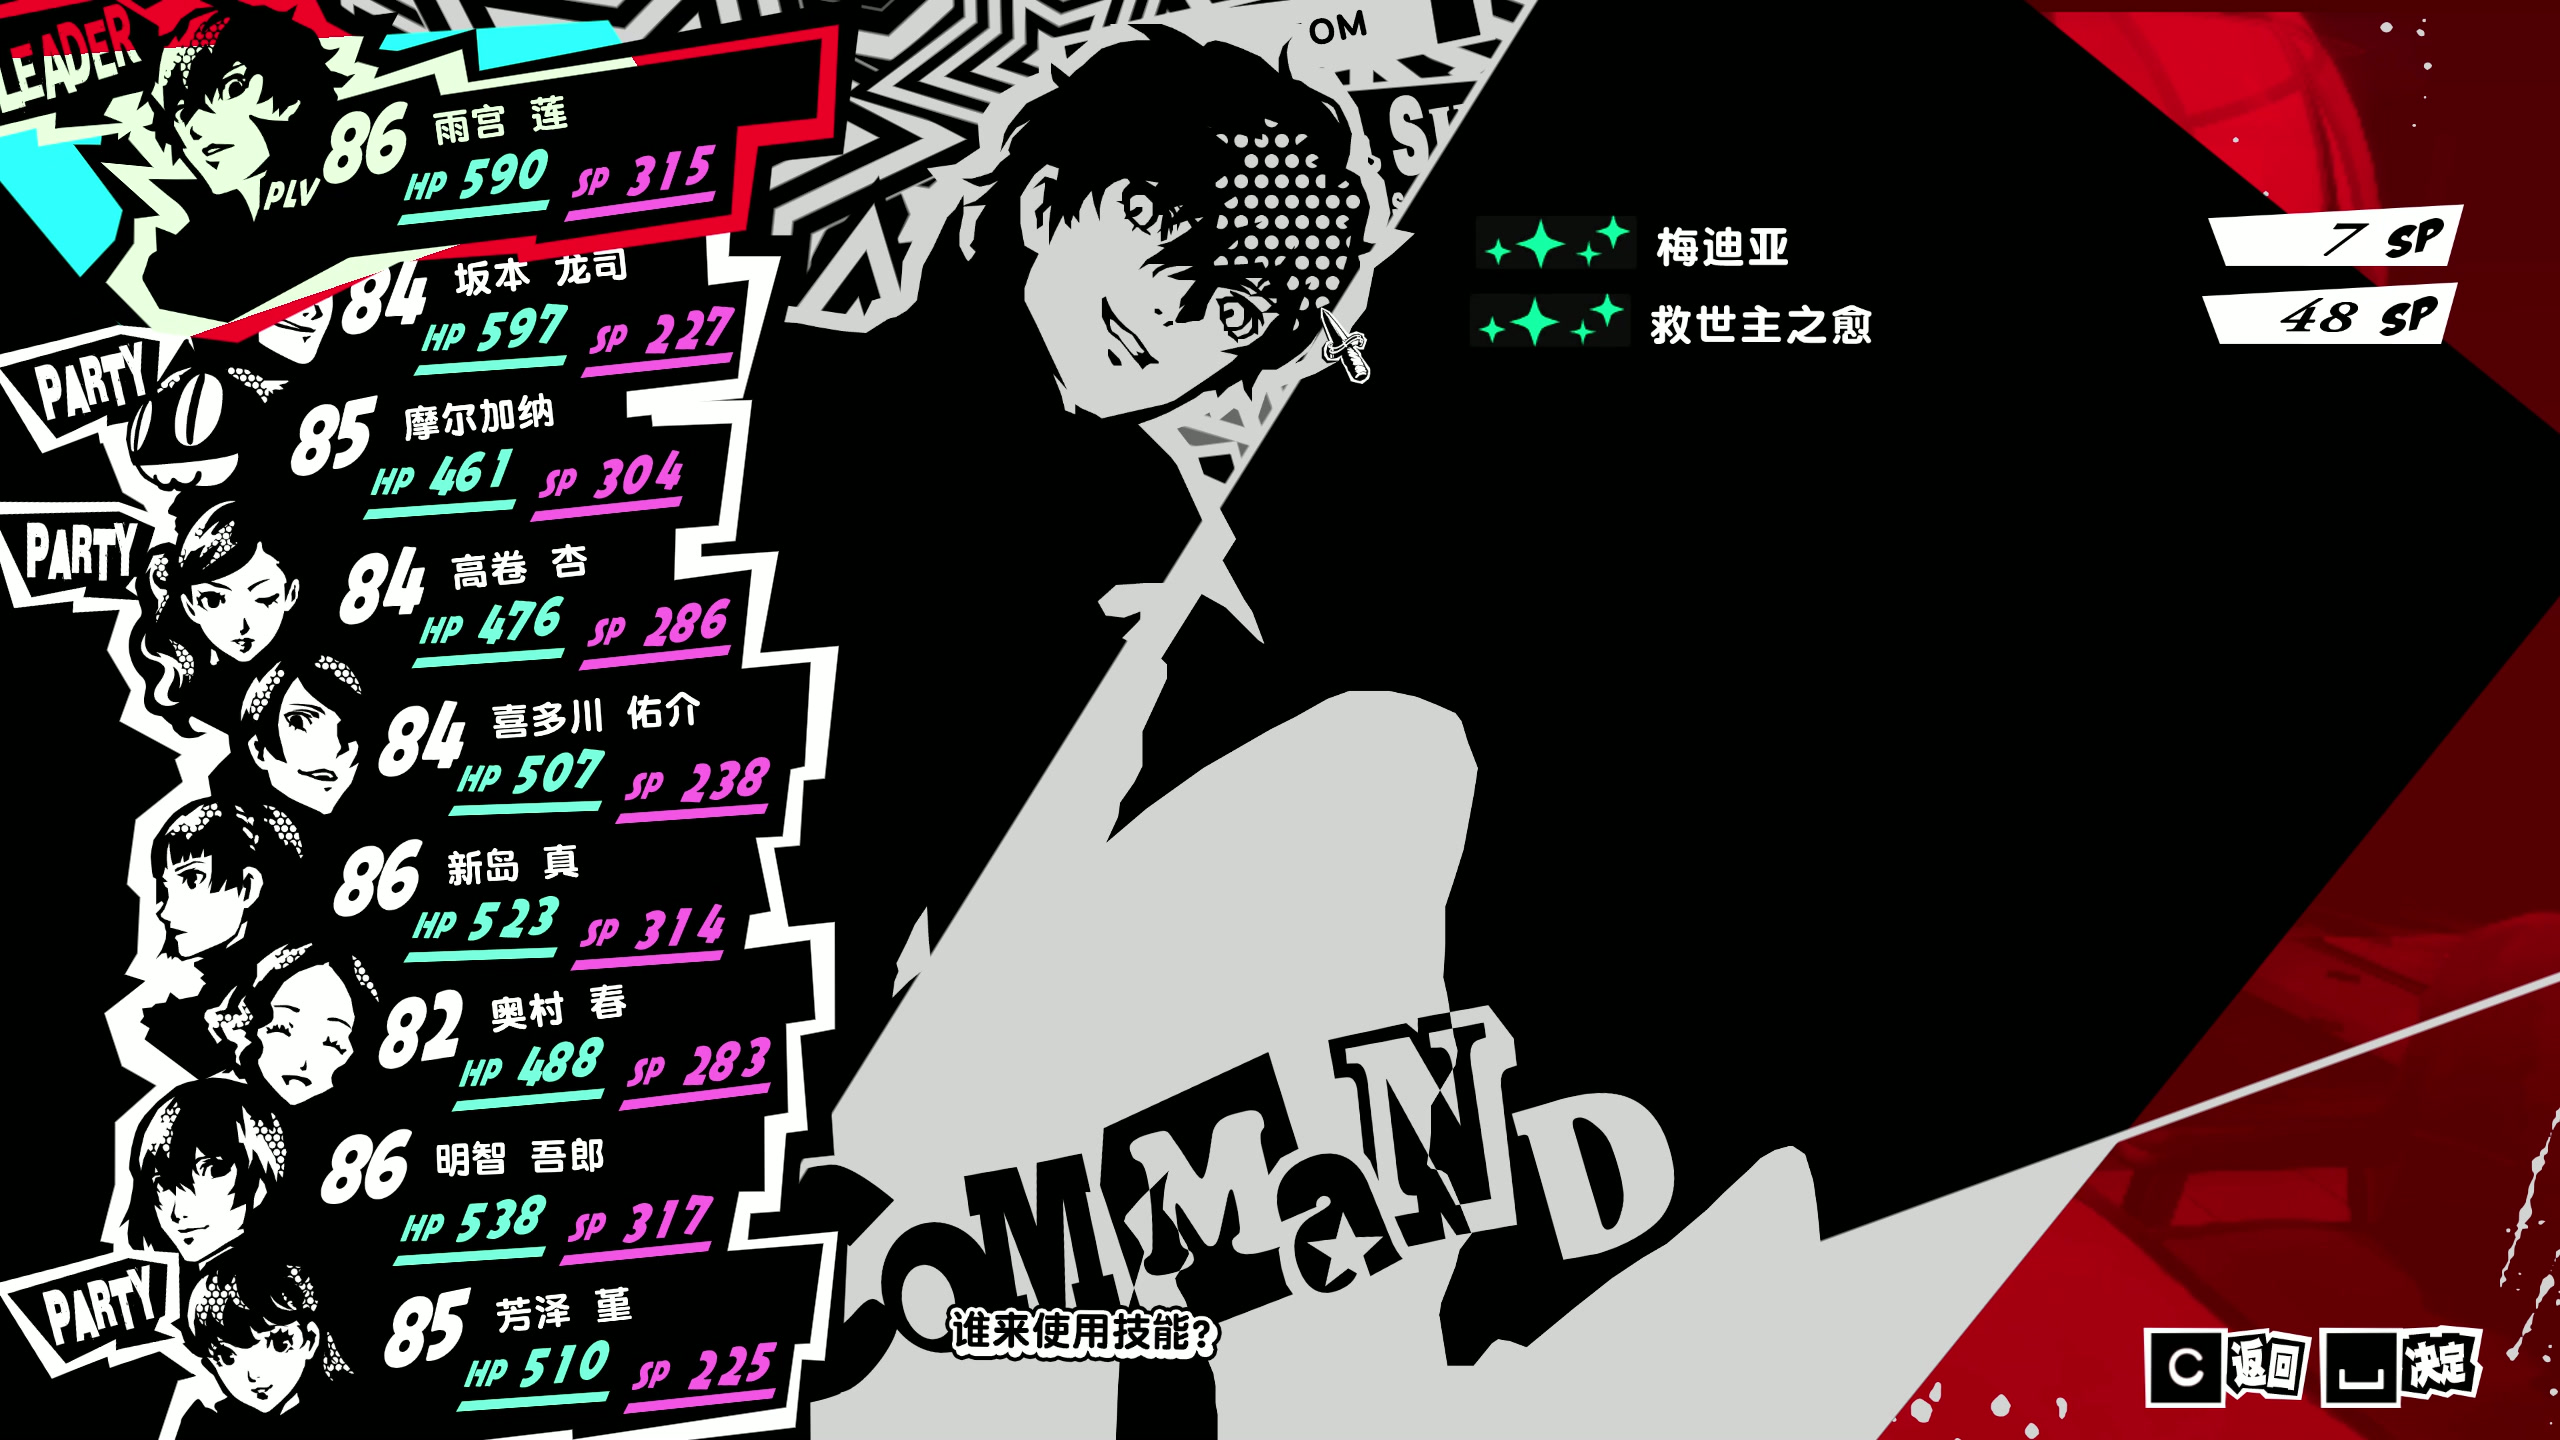 LEADER
86 雨宫 莲
PLV HP 590 SP 315
84 坂本 龙司
HP 597 SP 227
PARTY
85 摩尔加纳
HP 461 SP 304
PARTY
84 高卷 杏
HP 476 SP 286
84 喜多川 佑介
HP 507 SP 238
86 新岛 真
HP 523 SP 314
82 奥村 春
HP 488 SP 283
86 明智 吾郎
HP 538 SP 317
PARTY
85 芳泽 堇
HP 510 SP 225
OM
梅迪亚 7 SP
救世主之愈 48 SP
COMMaND
谁来使用技能?
C 返回 决定